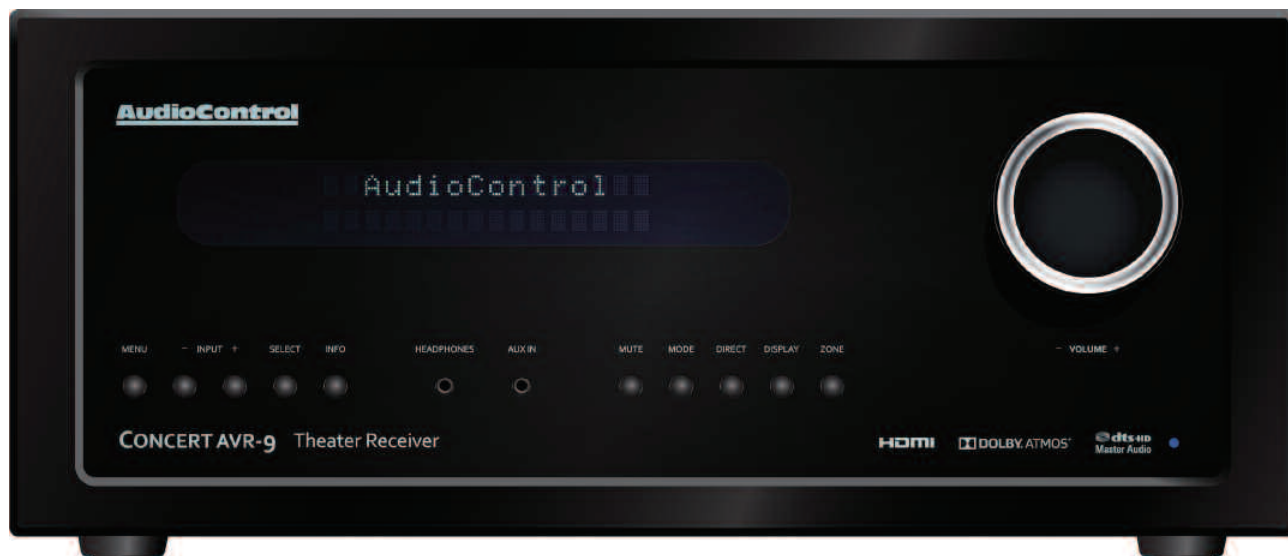 AudioControl
AudioControl
MENU - INPUT + SELECT INFO HEADPHONES AUX IN MUTE MODE DIRECT DISPLAY ZONE - VOLUME +
CONCERT AVR-9 Theater Receiver
HDMI DOLBY ATMOS dts-HD
Master Audio